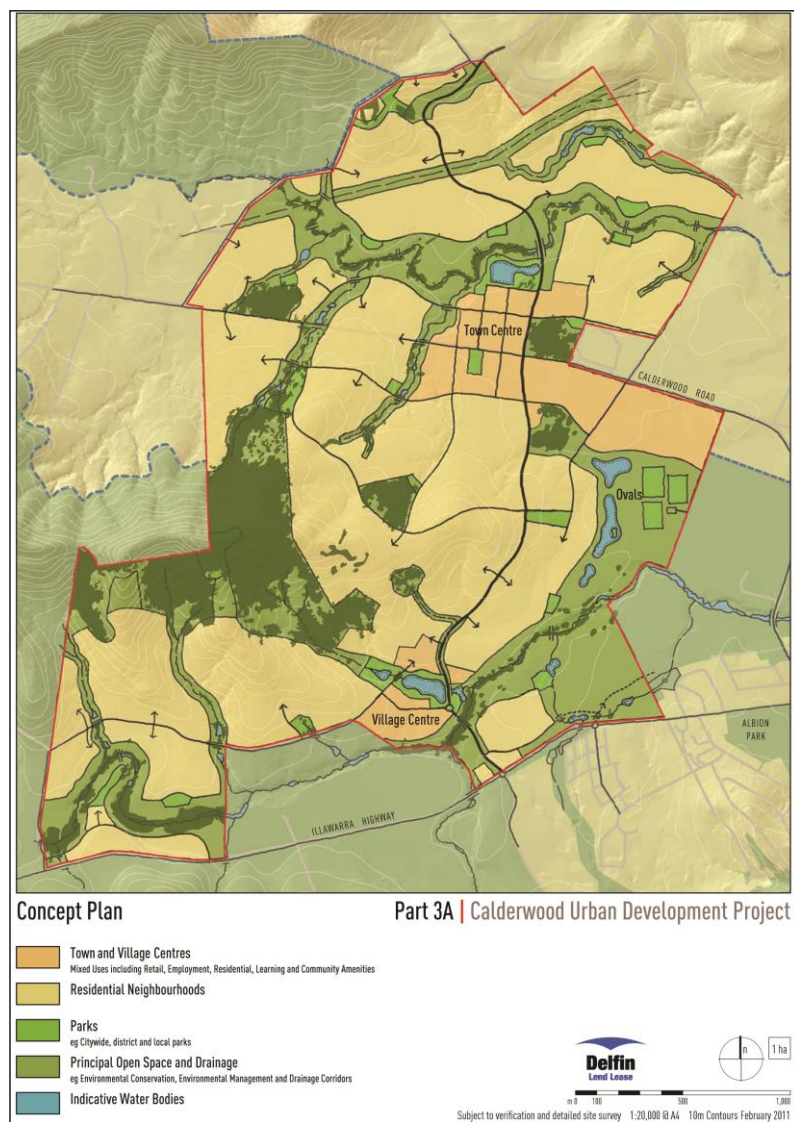 Town Centre
CALDERWOOD ROAD
Ovals
Village Centre
ALBION
PARK
ILLAWARRA HIGHWAY
Concept Plan
Part 3A | Calderwood Urban Development Project
Town and Village Centres
Mixed Uses including Retail, Employment, Residential, Learning and Community Amenities
Residential Neighbourhoods
Parks
eg Citywide, district and local parks
Principal Open Space and Drainage
eg Environmental Conservation, Environmental Management and Drainage Corridors
Indicative Water Bodies
Delfin
Lend Lease
n
1 ha
m 0 100 500 1,000
Subject to verification and detailed site survey 1:20,000 @ A4 10m Contours February 2011